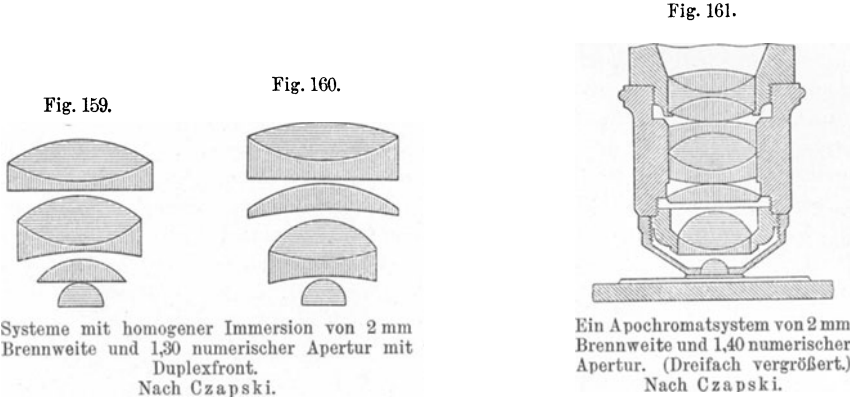 Fig. 159.
Fig. 160.
Systeme mit homogener Immersion von 2 mm
Brennweite und 1,30 numerischer Apertur mit
Duplexfront.
Nach Czapski.
Fig. 161.
Ein Apochromatsystem von 2 mm
Brennweite und 1,40 numerischer
Apertur. (Dreifach vergrößert.)
Nach Czapski.